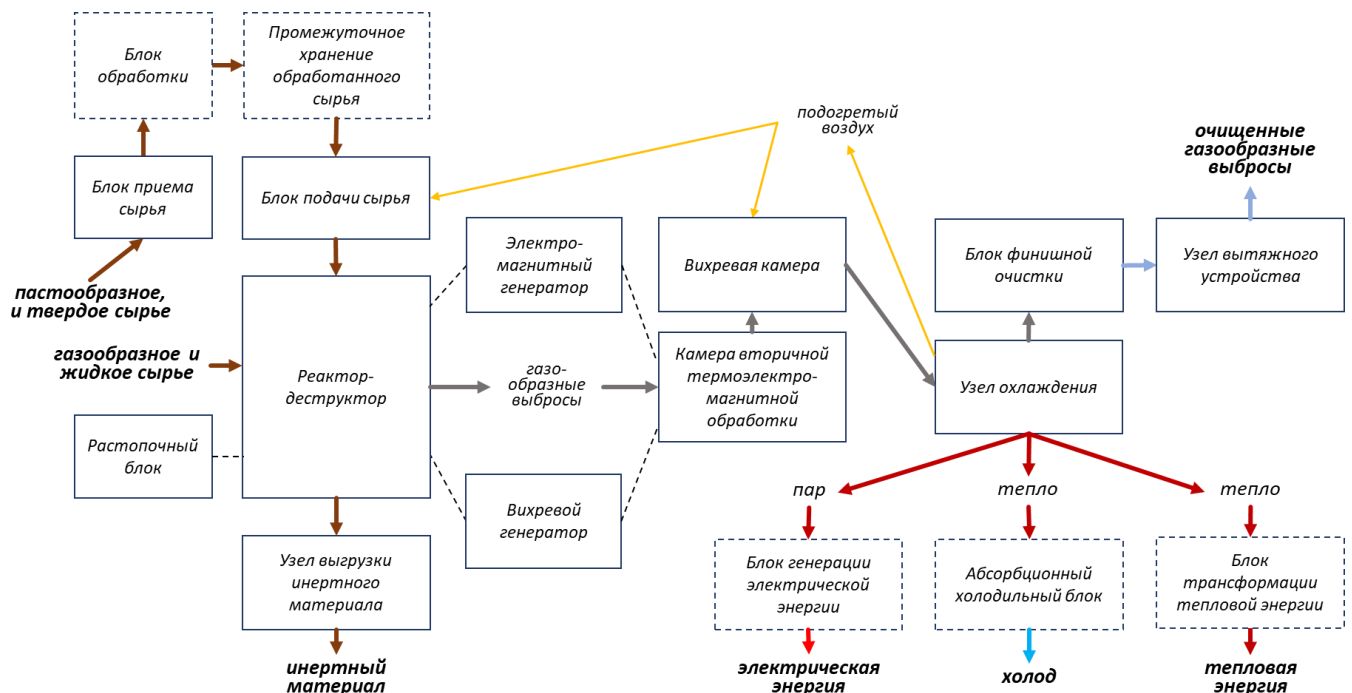 Блок
обработки
Промежуточное
хранение
обработанного
сырья
подогретый
воздух
очищенные
газообразные
выбросы
Блок приема
сырья
Блок подачи сырья
Электро-
магнитный
генератор
Вихревая камера
Блок финишной
очистки
Узел вытяжного
устройства
пастообразное,
и твердое сырье
газообразное и
жидкое сырье
Реактор-
деструктор
газо-
образные
выбросы
Камера вторичной
термоэлектро-
магнитной
обработки
Узел охлаждения
Растопочный
блок
Вихревой
генератор
пар
тепло
тепло
Узел выгрузки
инертного
материала
Блок генерации
электрической
энергии
Абсорбционный
холодильный блок
Блок
трансформации
тепловой энергии
инертный
материал
электрическая
энергия
холод
тепловая
энергия